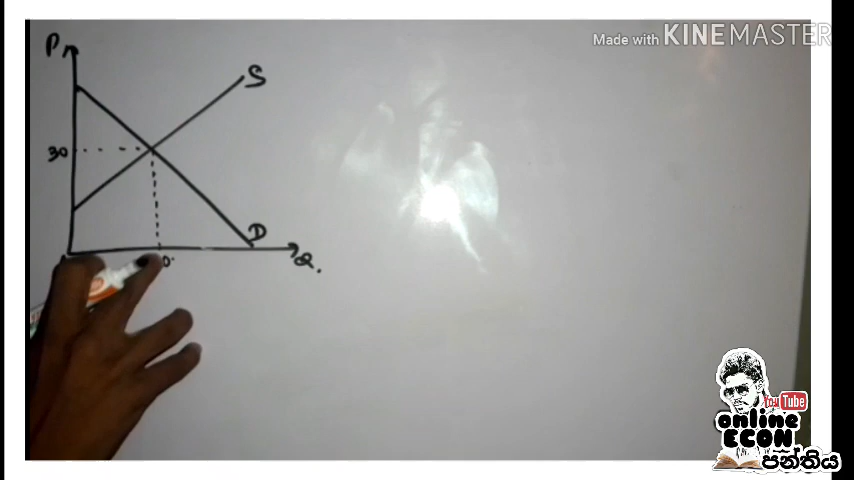 Made with KINEMASTER
P
S
30
D
Q.
YouTube
online
ECON
පන්තිය